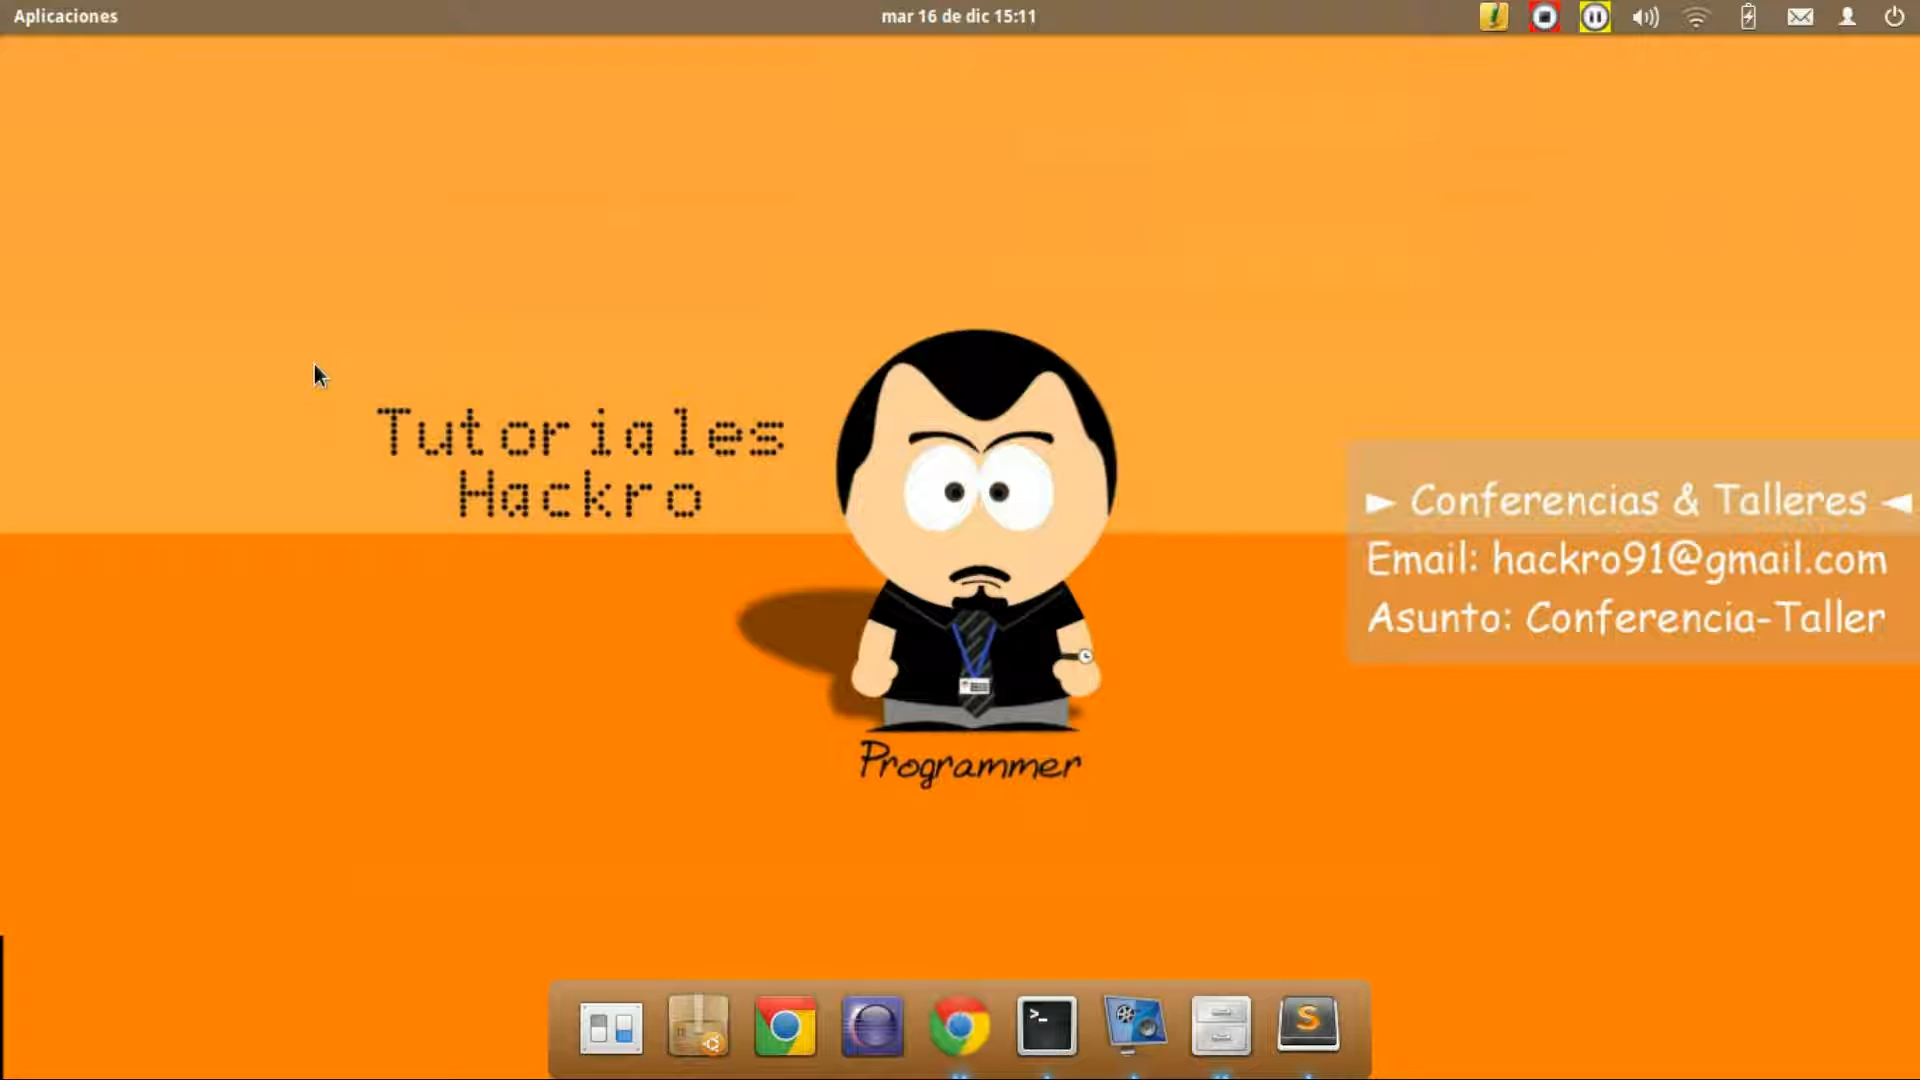 Aplicaciones
mar 16 de dic 15:11
Tutoriales
Hackro
► Conferencias & Talleres ◄
Email: hackro91@gmail.com
Asunto: Conferencia-Taller
Programmer
>_
S